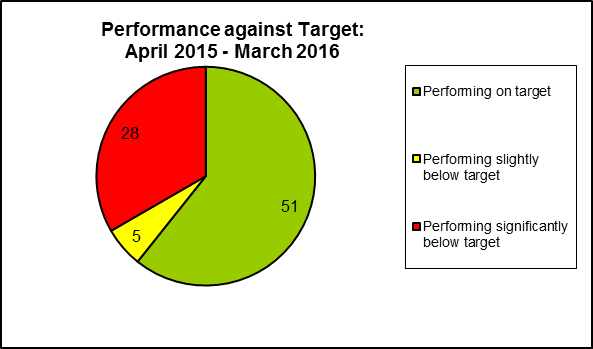 Performance against Target:
April 2015 - March 2016
28
51
5
Performing on target
Performing slightly
below target
Performing significantly
below target